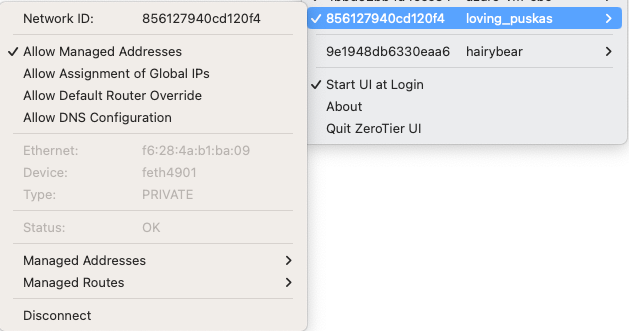 Network ID: 856127940cd120f4
Allow Managed Addresses
Allow Assignment of Global IPs
Allow Default Router Override
Allow DNS Configuration
Ethernet: f6:28:4a:b1:ba:09
Device: feth4901
Type: PRIVATE
Status: OK
Managed Addresses
Managed Routes
Disconnect
856127940cd120f4 loving_puskas
9e1948db6330eaa6 hairybear
Start UI at Login
About
Quit ZeroTier UI